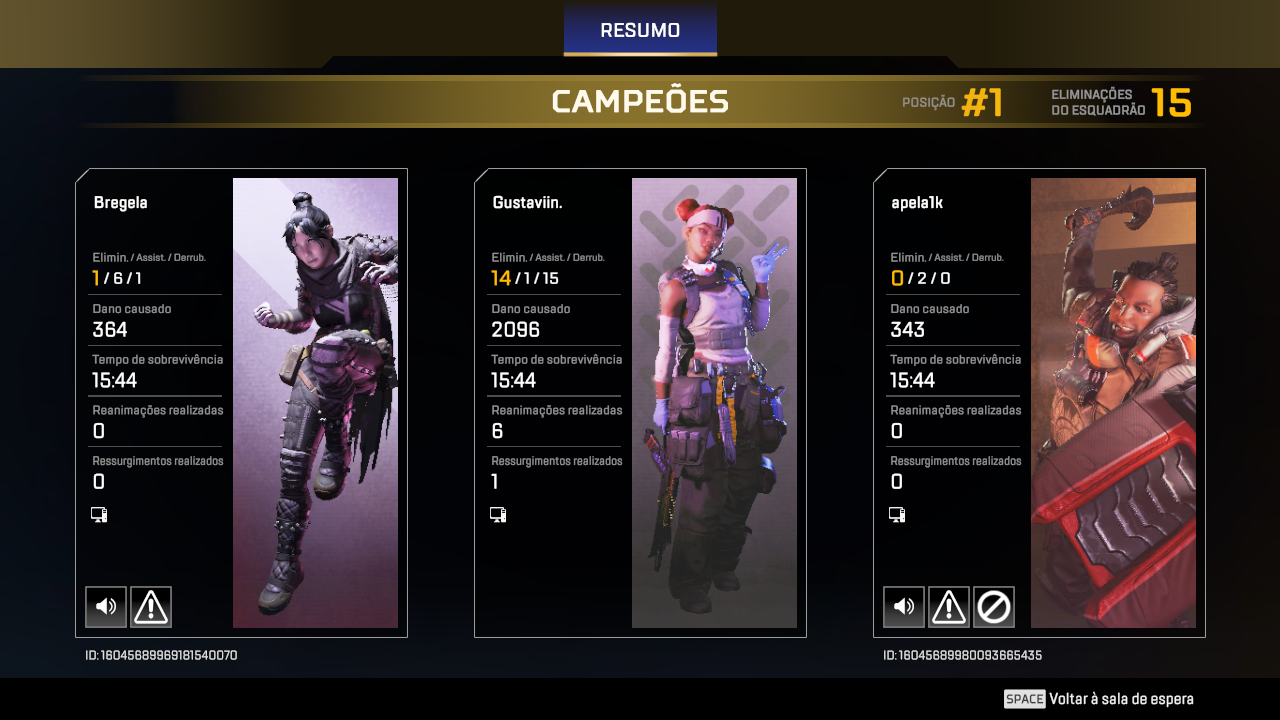 RESUMO
CAMPEÕES
POSIÇÃO #1
ELIMINAÇÕES
DO ESQUADRÃO 15
Bregela
Elimin. / Assist. / Derrub.
1 / 6 / 1
Dano causado
364
Tempo de sobrevivência
15:44
Reanimações realizadas
0
Ressurgimentos realizados
0
ID: 16045689969181540070
Gustaviin.
Elimin. / Assist. / Derrub.
14 / 1 / 15
Dano causado
2096
Tempo de sobrevivência
15:44
Reanimações realizadas
6
Ressurgimentos realizados
1
apela1k
Elimin. / Assist. / Derrub.
0 / 2 / 0
Dano causado
343
Tempo de sobrevivência
15:44
Reanimações realizadas
0
Ressurgimentos realizados
0
ID: 16045689980093665435
SPACE Voltar à sala de espera